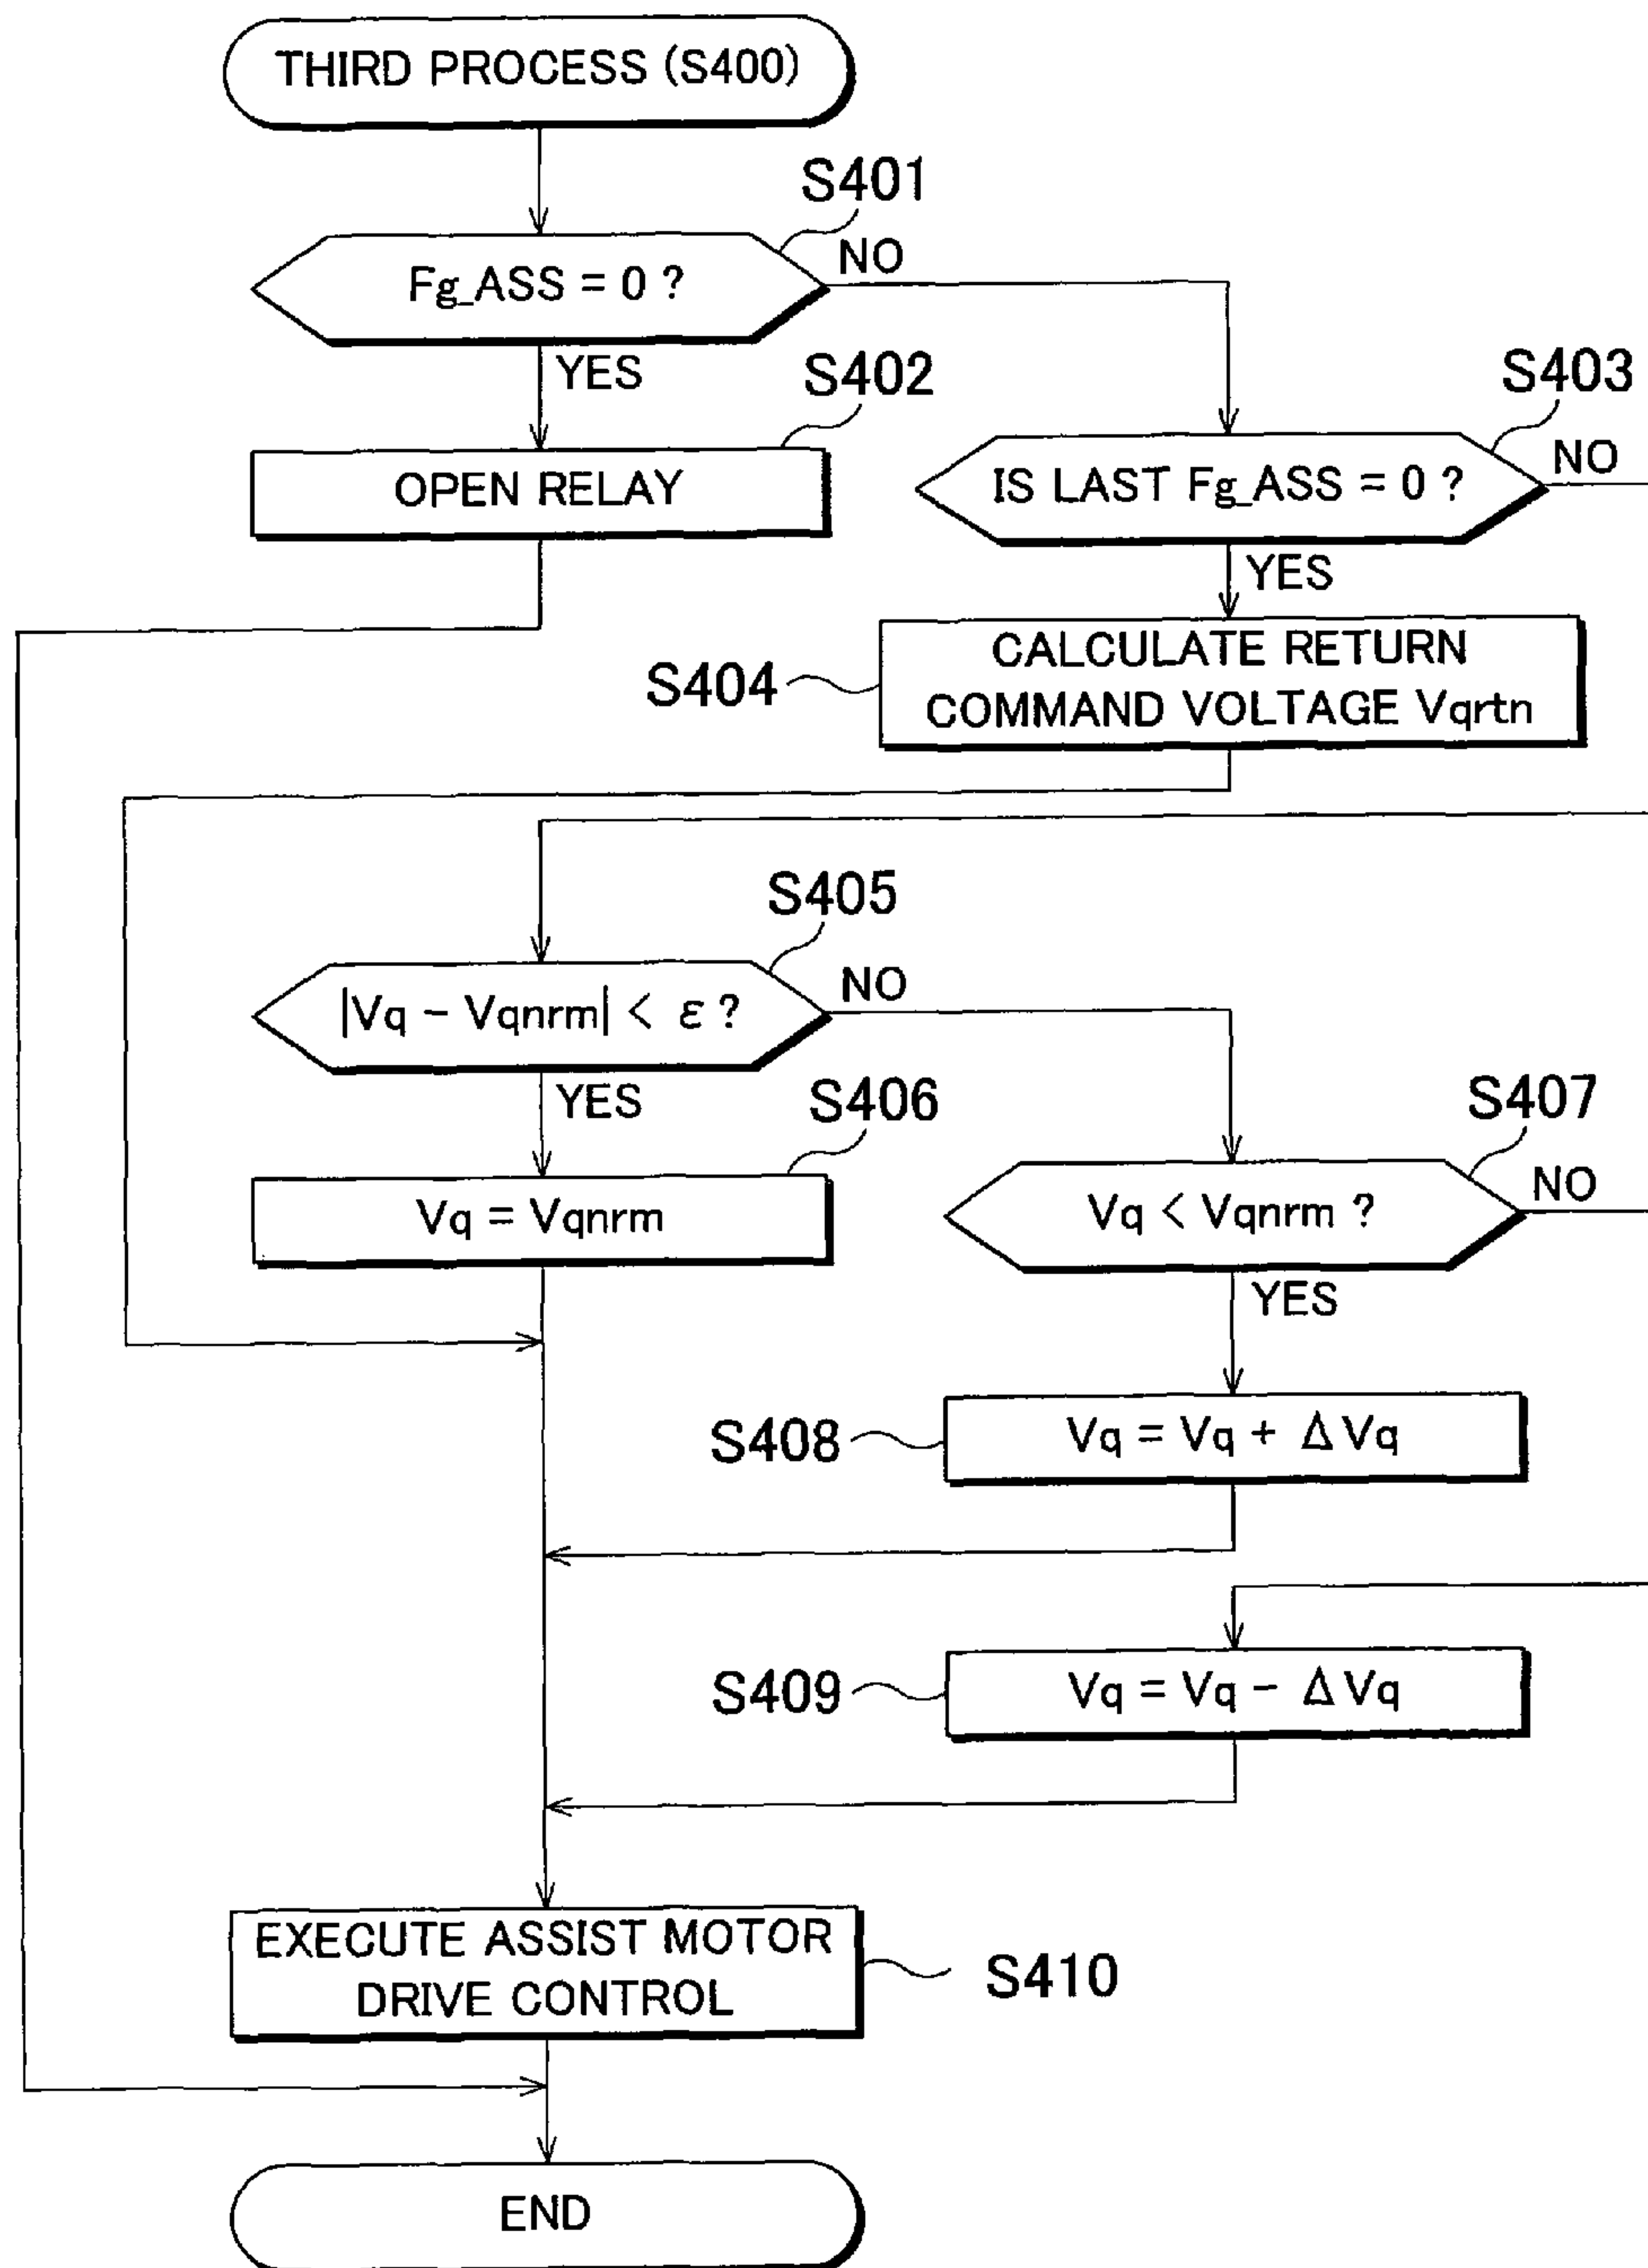 THIRD PROCESS (S400)
S401
Fg_ASS = 0 ?
NO
YES
S402
OPEN RELAY
S403
IS LAST Fg_ASS = 0 ?
NO
YES
S404
CALCULATE RETURN
COMMAND VOLTAGE Vqrtn
S405
|Vq - Vqnrm| < ε ?
NO
YES
S406
Vq = Vqnrm
S407
Vq < Vqnrm ?
NO
YES
S408
Vq = Vq + Δ Vq
S409
Vq = Vq - Δ Vq
EXECUTE ASSIST MOTOR
DRIVE CONTROL
S410
END